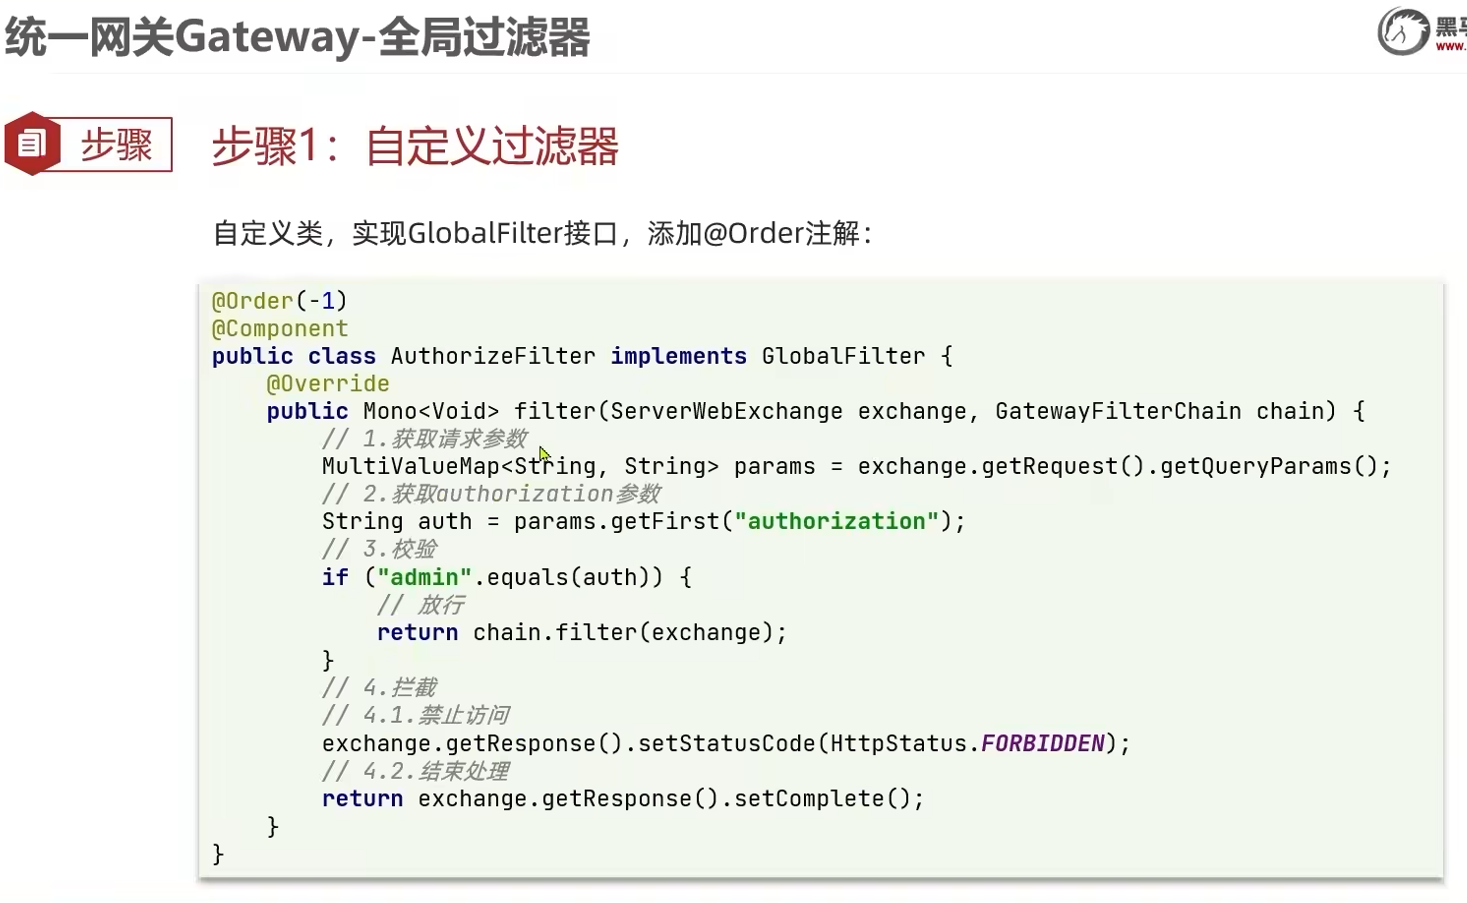 统一网关Gateway-全局过滤器
黑
www.
步骤
步骤1：自定义过滤器
自定义类，实现GlobalFilter接口，添加@Order注解：
@Order(-1)
@Component
public class AuthorizeFilter implements GlobalFilter {
    @Override
    public Mono<Void> filter(ServerWebExchange exchange, GatewayFilterChain chain) {
        // 1.获取请求参数
        MultiValueMap<String, String> params = exchange.getRequest().getQueryParams();
        // 2.获取authorization参数
        String auth = params.getFirst("authorization");
        // 3.校验
        if ("admin".equals(auth)) {
            // 放行
            return chain.filter(exchange);
        }
        // 4.拦截
        // 4.1.禁止访问
        exchange.getResponse().setStatusCode(HttpStatus.FORBIDDEN);
        // 4.2.结束处理
        return exchange.getResponse().setComplete();
    }
}